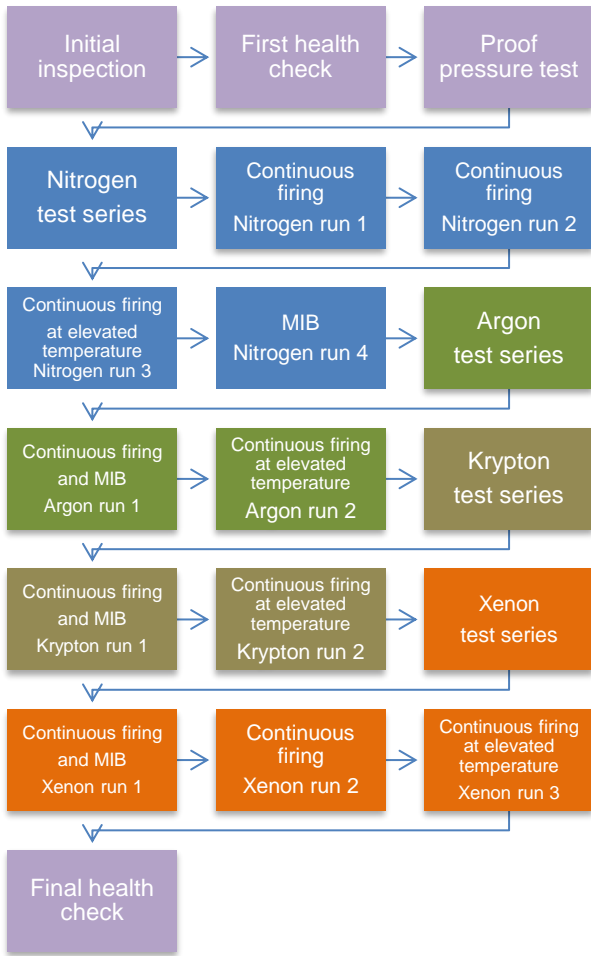 Initial
inspection
First health
check
Proof
pressure test
Nitrogen
test series
Continuous
firing
Nitrogen run 1
Continuous
firing
Nitrogen run 2
Continuous firing
at elevated
temperature
Nitrogen run 3
MIB
Nitrogen run 4
Argon
test series
Continuous firing
and MIB
Argon run 1
Continuous firing
at elevated
temperature
Argon run 2
Krypton
test series
Continuous firing
and MIB
Krypton run 1
Continuous firing
at elevated
temperature
Krypton run 2
Xenon
test series
Continuous firing
and MIB
Xenon run 1
Continuous
firing
Xenon run 2
Continuous firing
at elevated
temperature
Xenon run 3
Final health
check